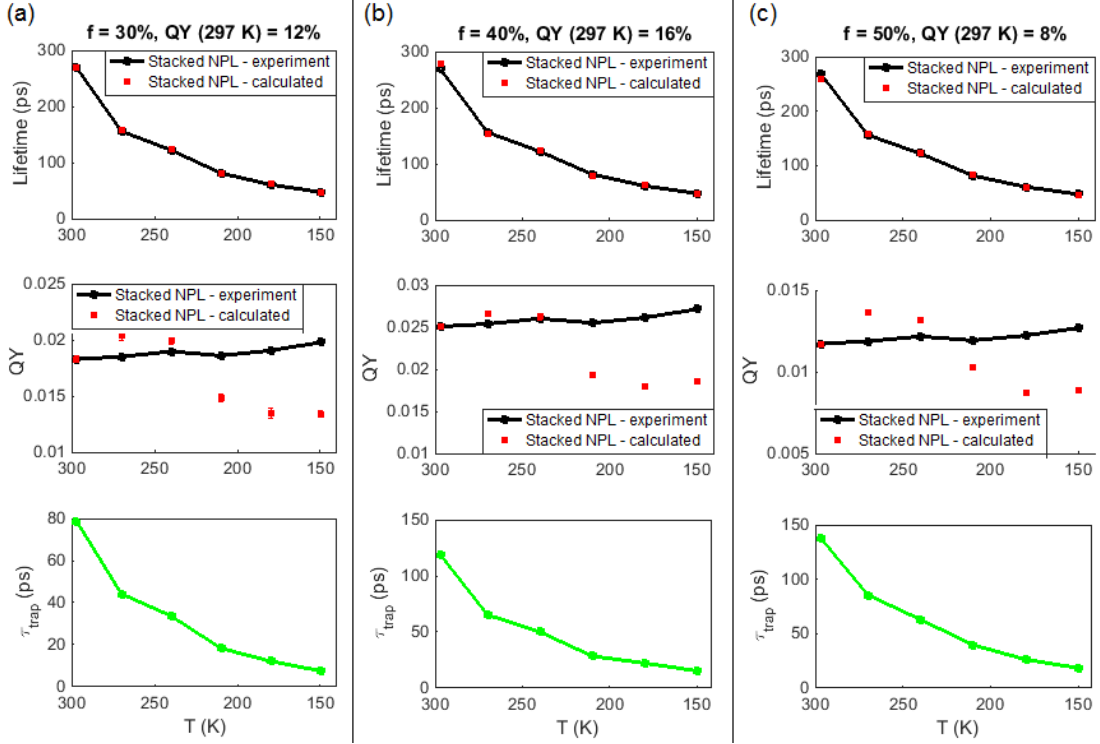 (a)
f = 30%, QY (297 K) = 12%
300
200
100
0
Lifetime (ps)
Stacked NPL - experiment
Stacked NPL - calculated
300 250 200 150
0.025
0.02
0.015
0.01
QY
Stacked NPL - experiment
Stacked NPL - calculated
300 250 200 150
80
60
40
20
0
τtrap (ps)
300 250 200 150
T (K)
(b)
f = 40%, QY (297 K) = 16%
300
200
100
0
Lifetime (ps)
Stacked NPL - experiment
Stacked NPL - calculated
300 250 200 150
0.03
0.025
0.02
0.015
0.01
QY
Stacked NPL - experiment
Stacked NPL - calculated
300 250 200 150
150
100
50
0
τtrap (ps)
300 250 200 150
T (K)
(c)
f = 50%, QY (297 K) = 8%
300
200
100
0
Lifetime (ps)
Stacked NPL - experiment
Stacked NPL - calculated
300 250 200 150
0.015
0.01
0.005
QY
Stacked NPL - experiment
Stacked NPL - calculated
300 250 200 150
150
100
50
0
τtrap (ps)
300 250 200 150
T (K)